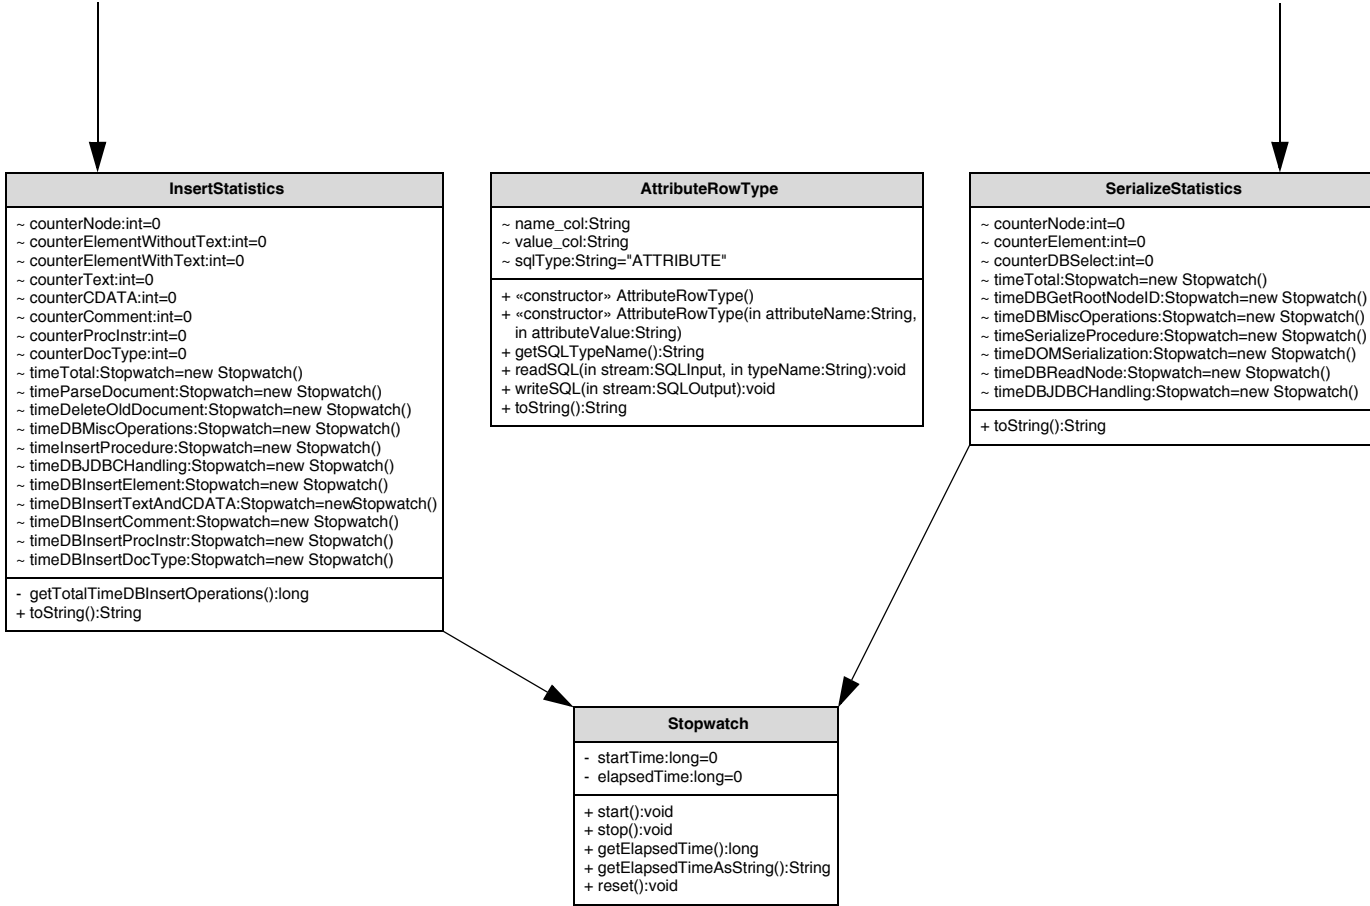 InsertStatistics
~ counterNode:int=0
~ counterElementWithoutText:int=0
~ counterElementWithText:int=0
~ counterText:int=0
~ counterCDATA:int=0
~ counterComment:int=0
~ counterProcInstr:int=0
~ counterDocType:int=0
~ timeTotal:Stopwatch=new Stopwatch()
~ timeParseDocument:Stopwatch=new Stopwatch()
~ timeDeleteOldDocument:Stopwatch=new Stopwatch()
~ timeDBMiscOperations:Stopwatch=new Stopwatch()
~ timeInsertProcedure:Stopwatch=new Stopwatch()
~ timeDBJDBCHandling:Stopwatch=new Stopwatch()
~ timeDBInsertElement:Stopwatch=new Stopwatch()
~ timeDBInsertTextAndCDATA:Stopwatch=newStopwatch()
~ timeDBInsertComment:Stopwatch=new Stopwatch()
~ timeDBInsertProcInstr:Stopwatch=new Stopwatch()
~ timeDBInsertDocType:Stopwatch=new Stopwatch()
- getTotalTimeDBInsertOperations():long
+ toString():String
AttributeRowType
~ name_col:String
~ value_col:String
~ sqlType:String="ATTRIBUTE"
+ «constructor» AttributeRowType()
+ «constructor» AttributeRowType(in attributeName:String,
in attributeValue:String)
+ getSQLTypeName():String
+ readSQL(in stream:SQLInput, in typeName:String):void
+ writeSQL(in stream:SQLOutput):void
+ toString():String
SerializeStatistics
~ counterNode:int=0
~ counterElement:int=0
~ counterDBSelect:int=0
~ timeTotal:Stopwatch=new Stopwatch()
~ timeDBGetRootNodeID:Stopwatch=new Stopwatch()
~ timeDBMiscOperations:Stopwatch=new Stopwatch()
~ timeSerializeProcedure:Stopwatch=new Stopwatch()
~ timeDOMSerialization:Stopwatch=new Stopwatch()
~ timeDBReadNode:Stopwatch=new Stopwatch()
~ timeDBJDBCHandling:Stopwatch=new Stopwatch()
+ toString():String
Stopwatch
- startTime:long=0
- elapsedTime:long=0
+ start():void
+ stop():void
+ getElapsedTime():long
+ getElapsedTimeAsString():String
+ reset():void